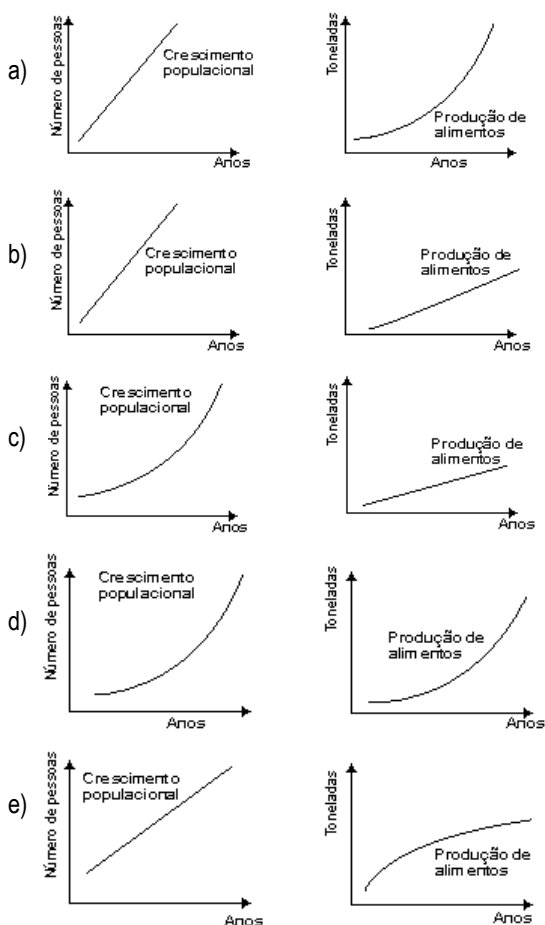 a)
Número de pessoas
Crescimento
populacional
Anos
Toneladas
Produção de
alimentos
Anos
b)
Número de pessoas
Crescimento
populacional
Anos
Toneladas
Produção de
alimentos
Anos
c)
Número de pessoas
Crescimento
populacional
Anos
Toneladas
Produção de
alimentos
Anos
d)
Número de pessoas
Crescimento
populacional
Anos
Toneladas
Produção de
alimentos
Anos
e)
Número de pessoas
Crescimento
populacional
Anos
Toneladas
Produção de
alimentos
Anos